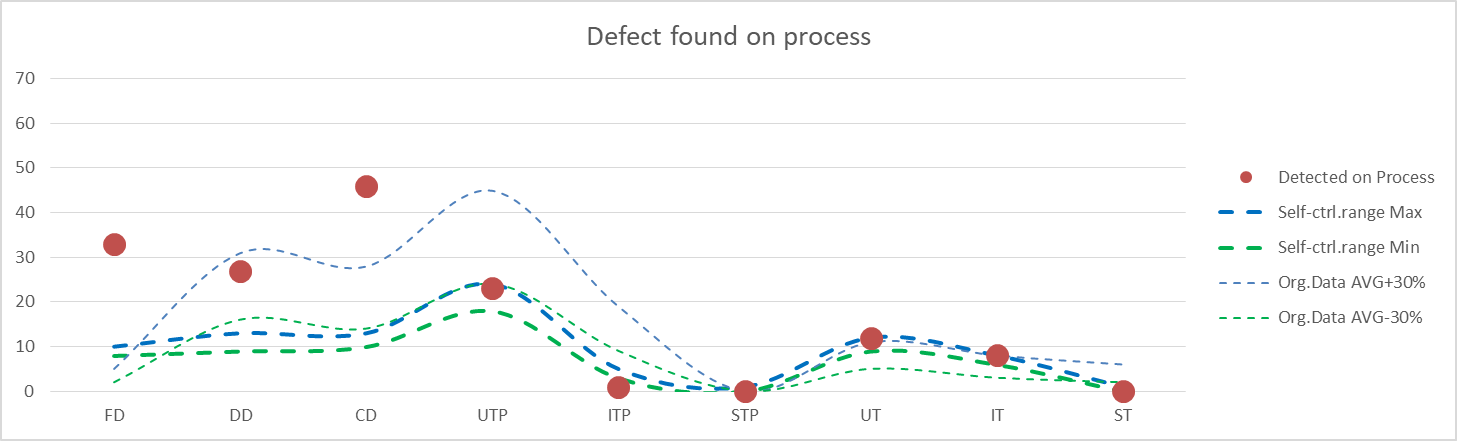 Defect found on process
70
60
50
40
30
20
10
0
FD DD CD UTP ITP STP UT IT ST
Detected on Process
Self-ctrl.range Max
Self-ctrl.range Min
Org.Data AVG+30%
Org.Data AVG-30%